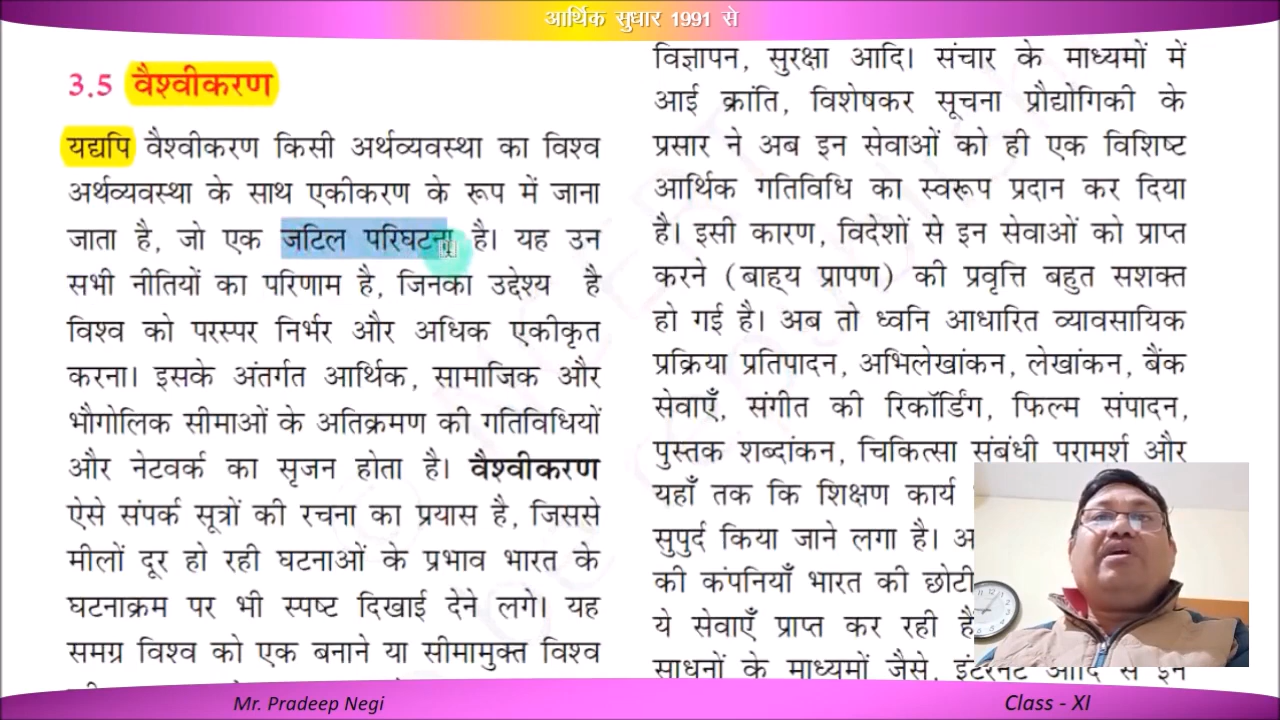 आर्थिक सुधार 1991 से
3.5 वैश्वीकरण
यद्यपि वैश्वीकरण किसी अर्थव्यवस्था का विश्व
अर्थव्यवस्था के साथ एकीकरण के रूप में जाना
जाता है, जो एक जटिल परिघटना है। यह उन
सभी नीतियों का परिणाम है, जिनका उद्देश्य है
विश्व को परस्पर निर्भर और अधिक एकीकृत
करना। इसके अंतर्गत आर्थिक, सामाजिक और
भौगोलिक सीमाओं के अतिक्रमण की गतिविधियों
और नेटवर्क का सृजन होता है। वैश्वीकरण
ऐसे संपर्क सूत्रों की रचना का प्रयास है, जिससे
मीलों दूर हो रही घटनाओं के प्रभाव भारत के
घटनाक्रम पर भी स्पष्ट दिखाई देने लगे। यह
समग्र विश्व को एक बनाने या सीमामुक्त विश्व
विज्ञापन, सुरक्षा आदि। संचार के माध्यमों में
आई क्रांति, विशेषकर सूचना प्रौद्योगिकी के
प्रसार ने अब इन सेवाओं को ही एक विशिष्ट
आर्थिक गतिविधि का स्वरूप प्रदान कर दिया
है। इसी कारण, विदेशों से इन सेवाओं को प्राप्त
करने (बाह्य प्रापण) की प्रवृत्ति बहुत सशक्त
हो गई है। अब तो ध्वनि आधारित व्यावसायिक
प्रक्रिया प्रतिपादन, अभिलेखांकन, लेखांकन, बैंक
सेवाएँ, संगीत की रिकॉर्डिंग, फिल्म संपादन,
पुस्तक शब्दांकन, चिकित्सा संबंधी परामर्श और
यहाँ तक कि शिक्षण कार्य
सुपुर्द किया जाने लगा है।
की कंपनियाँ भारत की छोटी
ये सेवाएँ प्राप्त कर रही
साधनों के माध्यमों जैसे, इंटरनेट आदि से इन
Mr. Pradeep Negi
Class - XI